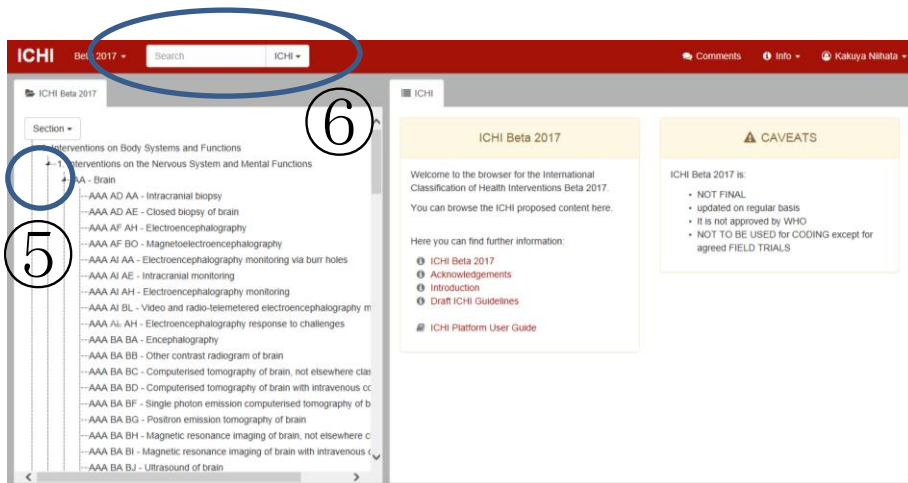 ICHI Beta 2017 Search ICHI Comments Info Kakuya Niihata
ICHI Beta 2017
ICHI
⑥
Section
Interventions on Body Systems and Functions
1. Interventions on the Nervous System and Mental Functions
AA - Brain
AAA AD AA - Intracranial biopsy
AAA AD AE - Closed biopsy of brain
AAA AF AH - Electroencephalography
AAA AF BO - Magnetoelectroencephalography
AAA AI AA - Electroencephalography monitoring via burr holes
AAA AI AE - Intracranial monitoring
AAA AI AH - Electroencephalography monitoring
AAA AI BL - Video and radio-telemetered electroencephalography m
AAA AL AH - Electroencephalography response to challenges
AAA BA BA - Encephalography
AAA BA BB - Other contrast radiogram of brain
AAA BA BC - Computerised tomography of brain, not elsewhere clas
AAA BA BD - Computerised tomography of brain with intravenous co
AAA BA BF - Single photon emission computerised tomography of b
AAA BA BG - Positron emission tomography of brain
AAA BA BH - Magnetic resonance imaging of brain, not elsewhere c
AAA BA BI - Magnetic resonance imaging of brain with intravenous c
AAA BA BJ - Ultrasound of brain
⑤
ICHI Beta 2017
Welcome to the browser for the International
Classification of Health Interventions Beta 2017.
You can browse the ICHI proposed content here.
Here you can find further information:
ICHI Beta 2017
Acknowledgements
Introduction
Draft ICHI Guidelines
ICHI Platform User Guide
CAVEATS
ICHI Beta 2017 is:
• NOT FINAL
• updated on regular basis
• It is not approved by WHO
• NOT TO BE USED for CODING except for
agreed FIELD TRIALS